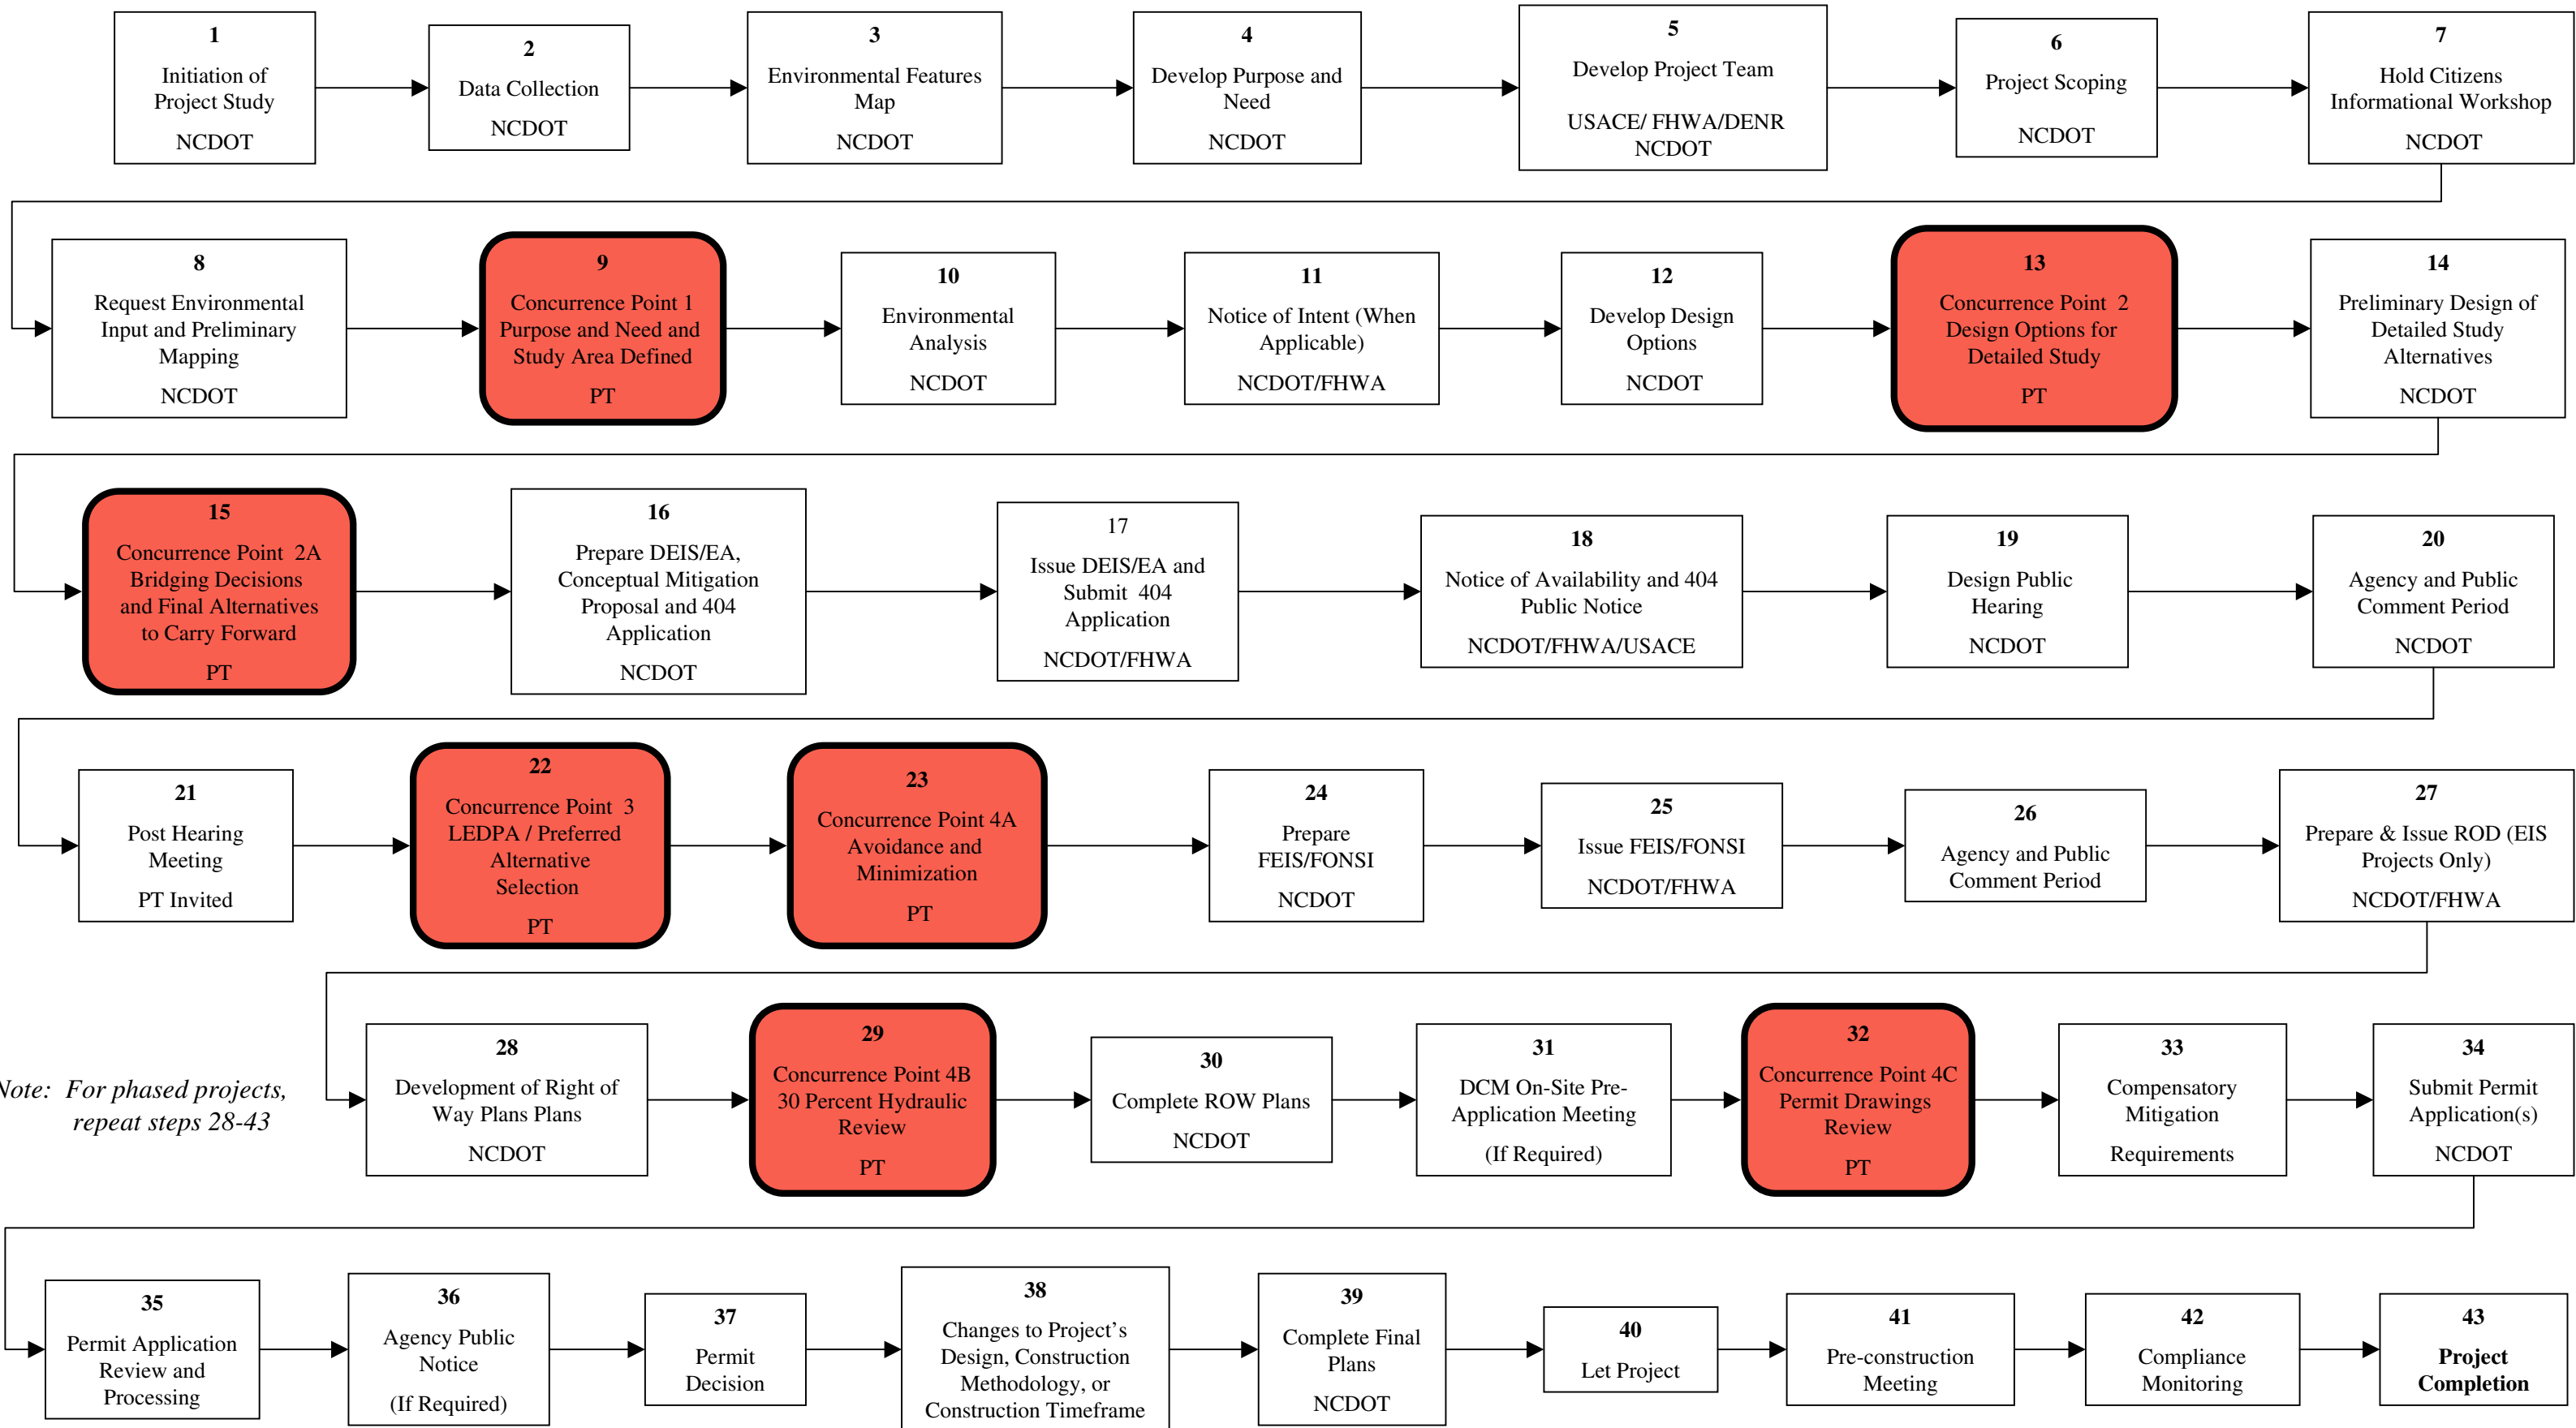 1
Initiation of
Project Study
NCDOT
2
Data Collection
NCDOT
3
Environmental Features
Map
NCDOT
4
Develop Purpose and
Need
NCDOT
5
Develop Project Team
USACE/ FHWA/DENR
NCDOT
6
Project Scoping
NCDOT
7
Hold Citizens
Informational Workshop
NCDOT
8
Request Environmental
Input and Preliminary
Mapping
NCDOT
9
Concurrence Point 1
Purpose and Need and
Study Area Defined
PT
10
Environmental
Analysis
NCDOT
11
Notice of Intent (When
Applicable)
NCDOT/FHWA
12
Develop Design
Options
NCDOT
13
Concurrence Point 2
Design Options for
Detailed Study
PT
14
Preliminary Design of
Detailed Study
Alternatives
NCDOT
15
Concurrence Point 2A
Bridging Decisions
and Final Alternatives
to Carry Forward
PT
16
Prepare DEIS/EA,
Conceptual Mitigation
Proposal and 404
Application
NCDOT
17
Issue DEIS/EA and
Submit 404
Application
NCDOT/FHWA
18
Notice of Availability and 404
Public Notice
NCDOT/FHWA/USACE
19
Design Public
Hearing
NCDOT
20
Agency and Public
Comment Period
NCDOT
21
Post Hearing
Meeting
PT Invited
22
Concurrence Point 3
LEDPA / Preferred
Alternative
Selection
PT
23
Concurrence Point 4A
Avoidance and
Minimization
PT
24
Prepare
FEIS/FONSI
NCDOT
25
Issue FEIS/FONSI
NCDOT/FHWA
26
Agency and Public
Comment Period
27
Prepare & Issue ROD (EIS
Projects Only)
NCDOT/FHWA
Note: For phased projects,
repeat steps 28-43
28
Development of Right of
Way Plans Plans
NCDOT
29
Concurrence Point 4B
30 Percent Hydraulic
Review
PT
30
Complete ROW Plans
NCDOT
31
DCM On-Site Pre-
Application Meeting
(If Required)
32
Concurrence Point 4C
Permit Drawings
Review
PT
33
Compensatory
Mitigation
Requirements
34
Submit Permit
Application(s)
NCDOT
35
Permit Application
Review and
Processing
36
Agency Public
Notice
(If Required)
37
Permit
Decision
38
Changes to Project's
Design, Construction
Methodology, or
Construction Timeframe
39
Complete Final
Plans
NCDOT
40
Let Project
41
Pre-construction
Meeting
42
Compliance
Monitoring
43
Project
Completion